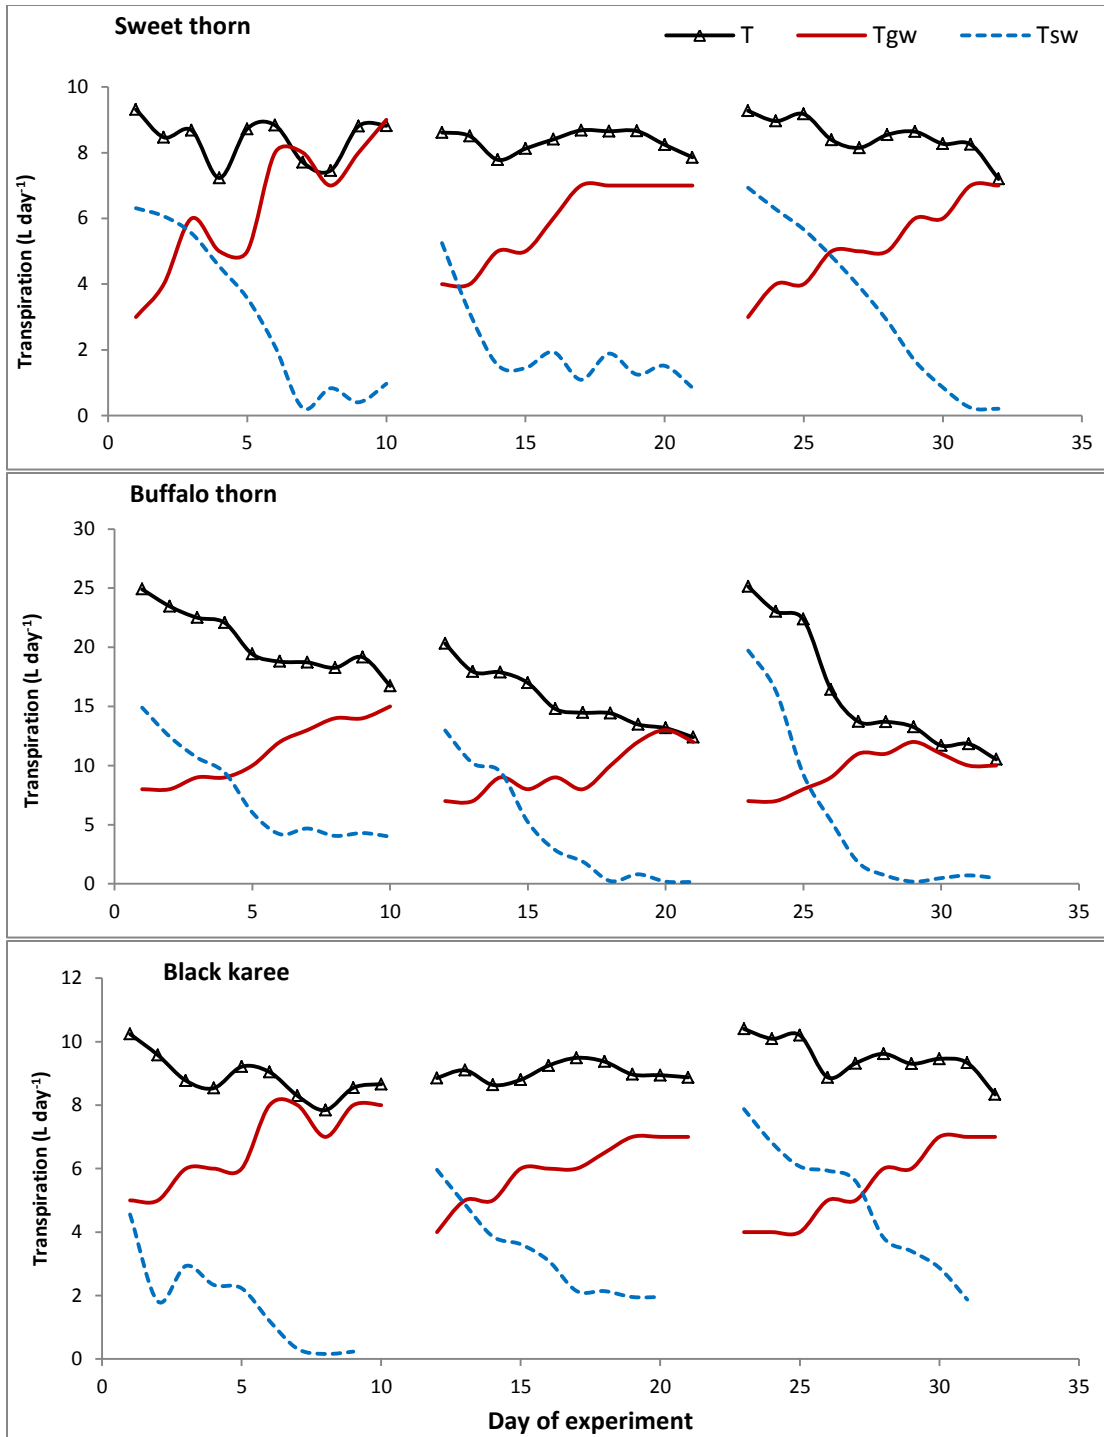 Sweet thorn
T Tgw Tsw
Transpiration (L day⁻¹)
10
8
6
4
2
0
0 5 10 15 20 25 30 35
Buffalo thorn
Transpiration (L day⁻¹)
30
25
20
15
10
5
0
0 5 10 15 20 25 30 35
Black karee
Transpiration (L day⁻¹)
12
10
8
6
4
2
0
0 5 10 15 20 25 30 35
Day of experiment